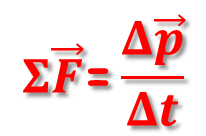 ΣF⃗ = Δp⃗ / Δt